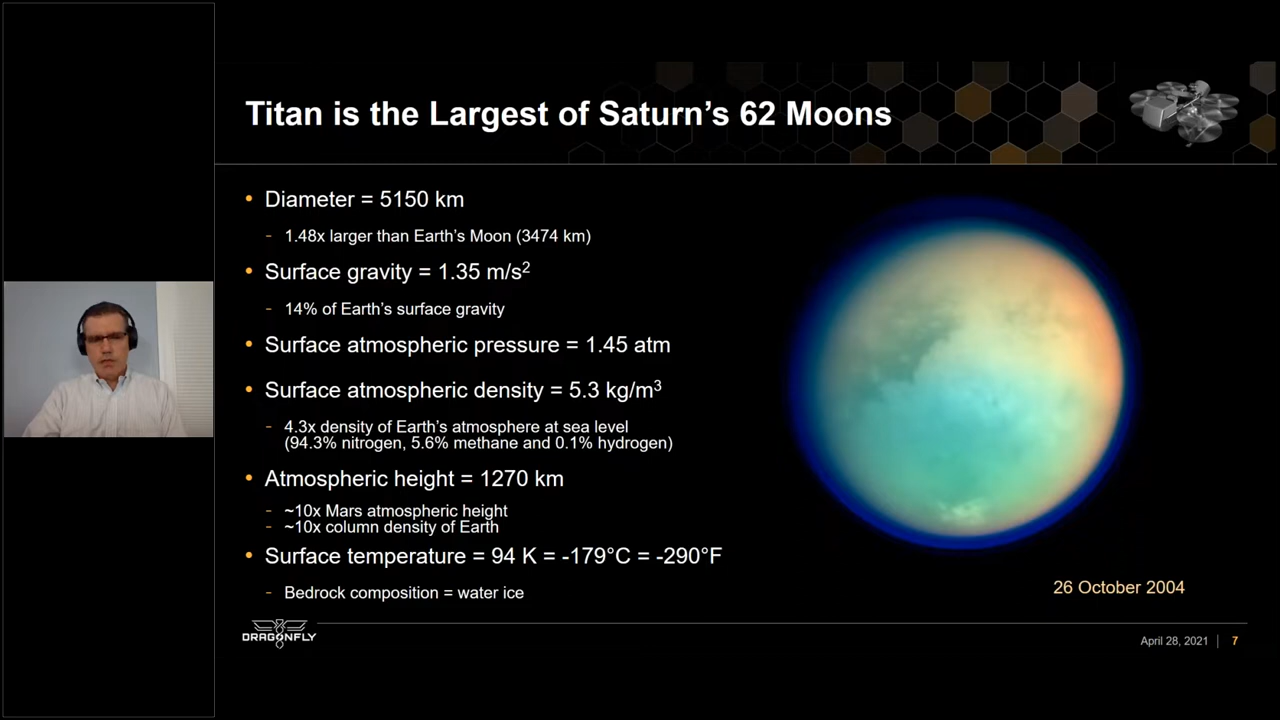 Titan is the Largest of Saturn's 62 Moons
• Diameter = 5150 km
- 1.48x larger than Earth's Moon (3474 km)
• Surface gravity = 1.35 m/s²
- 14% of Earth's surface gravity
• Surface atmospheric pressure = 1.45 atm
• Surface atmospheric density = 5.3 kg/m³
- 4.3x density of Earth's atmosphere at sea level
(94.3% nitrogen, 5.6% methane and 0.1% hydrogen)
• Atmospheric height = 1270 km
- ~10x Mars atmospheric height
- ~10x column density of Earth
• Surface temperature = 94 K = -179°C = -290°F
- Bedrock composition = water ice
26 October 2004
DRAGONFLY
April 28, 2021 | 7